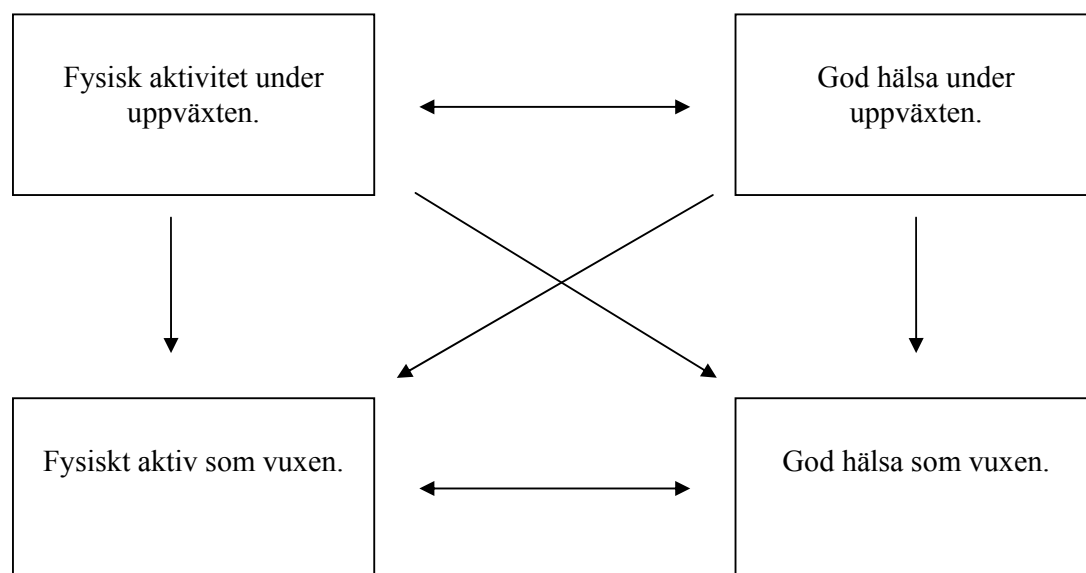 Fysisk aktivitet under
uppväxten.
God hälsa under
uppväxten.
Fysiskt aktiv som vuxen.
God hälsa som vuxen.